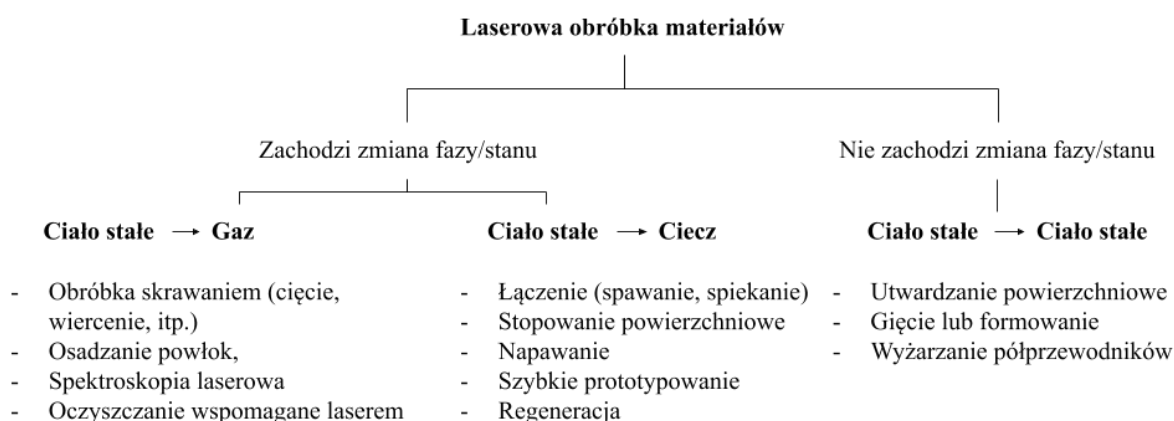 Laserowa obróbka materiałów
Zachodzi zmiana fazy/stanu
Nie zachodzi zmiana fazy/stanu
Ciało stałe → Gaz
- Obróbka skrawaniem (cięcie,
wiercenie, itp.)
- Osadzanie powłok,
- Spektroskopia laserowa
- Oczyszczanie wspomagane laserem
Ciało stałe → Ciecz
- Łączenie (spawanie, spiekanie)
- Stopowanie powierzchniowe
- Napawanie
- Szybkie prototypowanie
- Regeneracja
Ciało stałe → Ciało stałe
- Utwardzanie powierzchniowe
- Gięcie lub formowanie
- Wyżarzanie półprzewodników